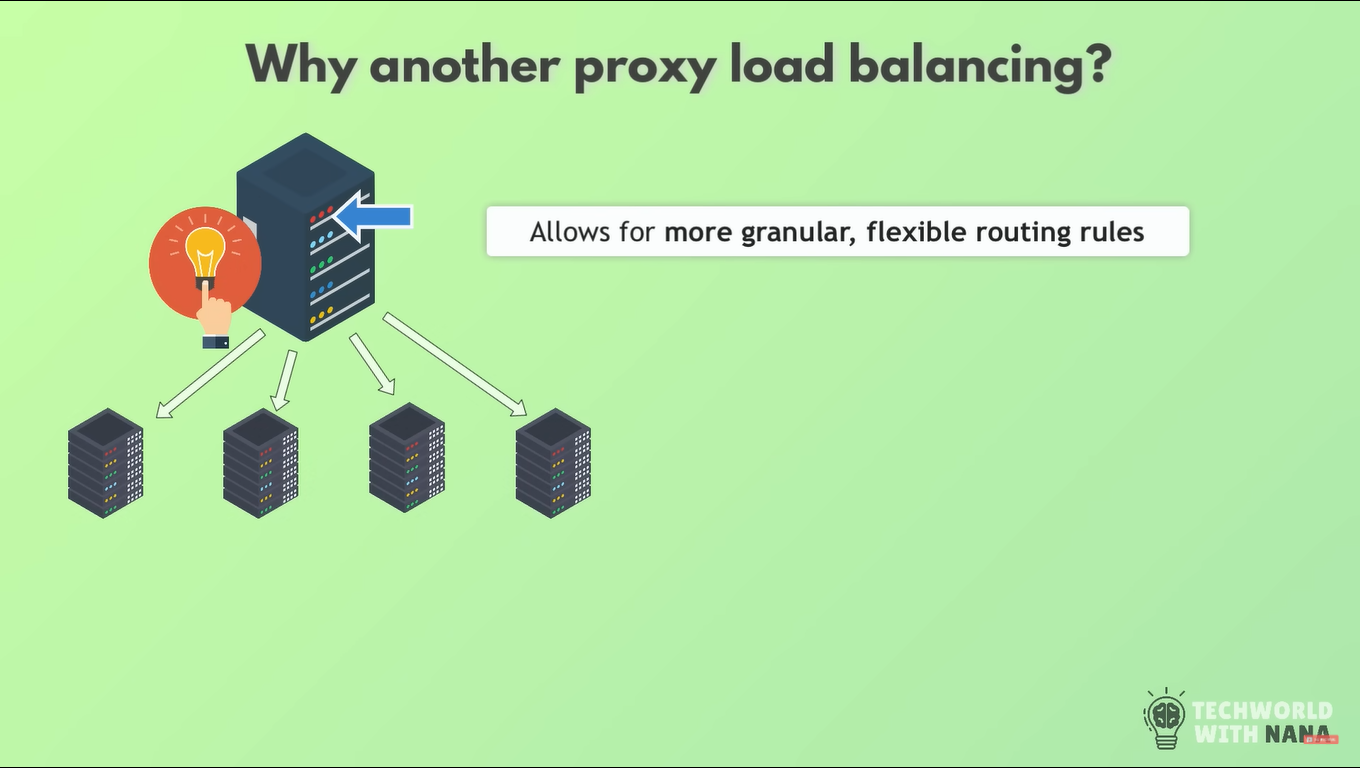 Why another proxy load balancing?
Allows for more granular, flexible routing rules
TECHWORLD
WITH NANA